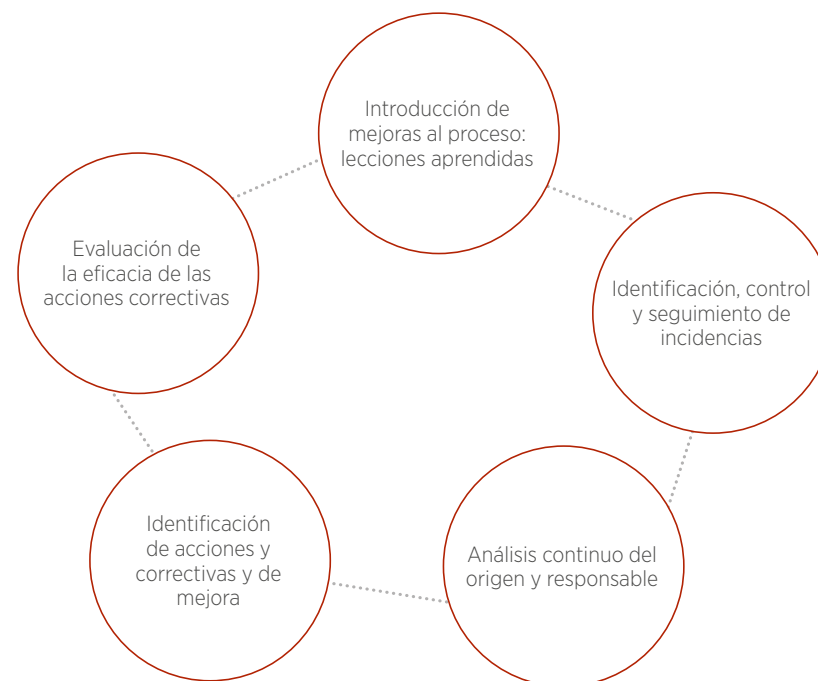 Introducción de
mejoras al proceso:
lecciones aprendidas
Identificación, control
y seguimiento de
incidencias
Análisis continuo del
origen y responsable
Identificación
de acciones y
correctivas y de
mejora
Evaluación de
la eficacia de las
acciones correctivas